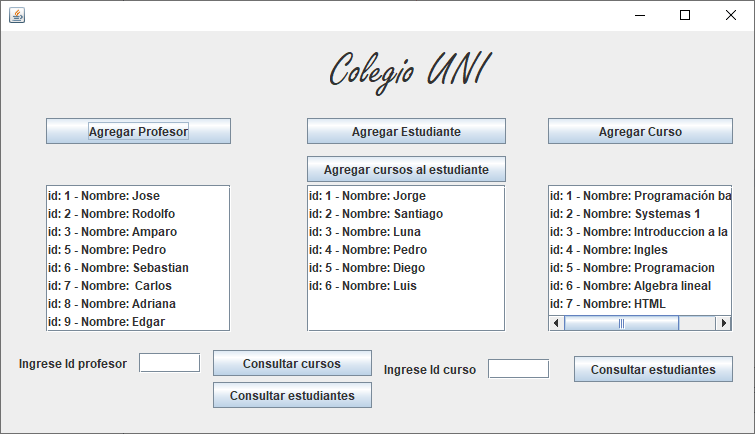 Colegio UNI
Agregar Profesor
Agregar Estudiante
Agregar Curso
Agregar cursos al estudiante
id: 1 - Nombre: Jose
id: 2 - Nombre: Rodolfo
id: 3 - Nombre: Amparo
id: 5 - Nombre: Pedro
id: 6 - Nombre: Sebastian
id: 7 - Nombre: Carlos
id: 8 - Nombre: Adriana
id: 9 - Nombre: Edgar
id: 1 - Nombre: Jorge
id: 2 - Nombre: Santiago
id: 3 - Nombre: Luna
id: 4 - Nombre: Pedro
id: 5 - Nombre: Diego
id: 6 - Nombre: Luis
id: 1 - Nombre: Programación ba
id: 2 - Nombre: Systemas 1
id: 3 - Nombre: Introduccion a la
id: 4 - Nombre: Ingles
id: 5 - Nombre: Programacion
id: 6 - Nombre: Algebra lineal
id: 7 - Nombre: HTML
Ingrese Id profesor
Consultar cursos
Consultar estudiantes
Ingrese Id curso
Consultar estudiantes